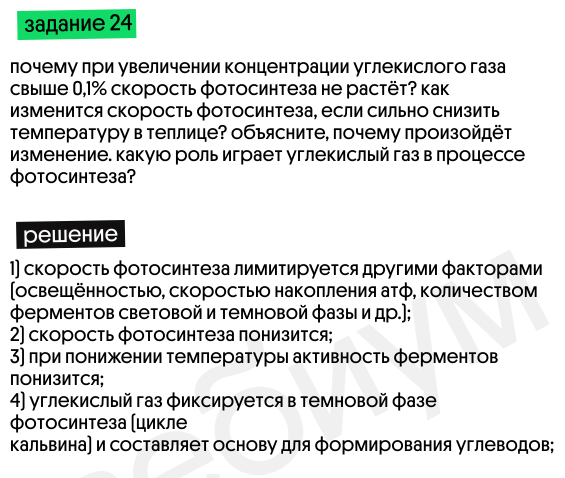 задание 24
почему при увеличении концентрации углекислого газа
свыше 0,1% скорость фотосинтеза не растёт? как
изменится скорость фотосинтеза, если сильно снизить
температуру в теплице? объясните, почему произойдёт
изменение. какую роль играет углекислый газ в процессе
фотосинтеза?
решение
1) скорость фотосинтеза лимитируется другими факторами
(освещённостью, скоростью накопления атф, количеством
ферментов световой и темновой фазы и др.);
2) скорость фотосинтеза понизится;
3) при понижении температуры активность ферментов
понизится;
4) углекислый газ фиксируется в темновой фазе
фотосинтеза (цикле
кальвина) и составляет основу для формирования углеводов;